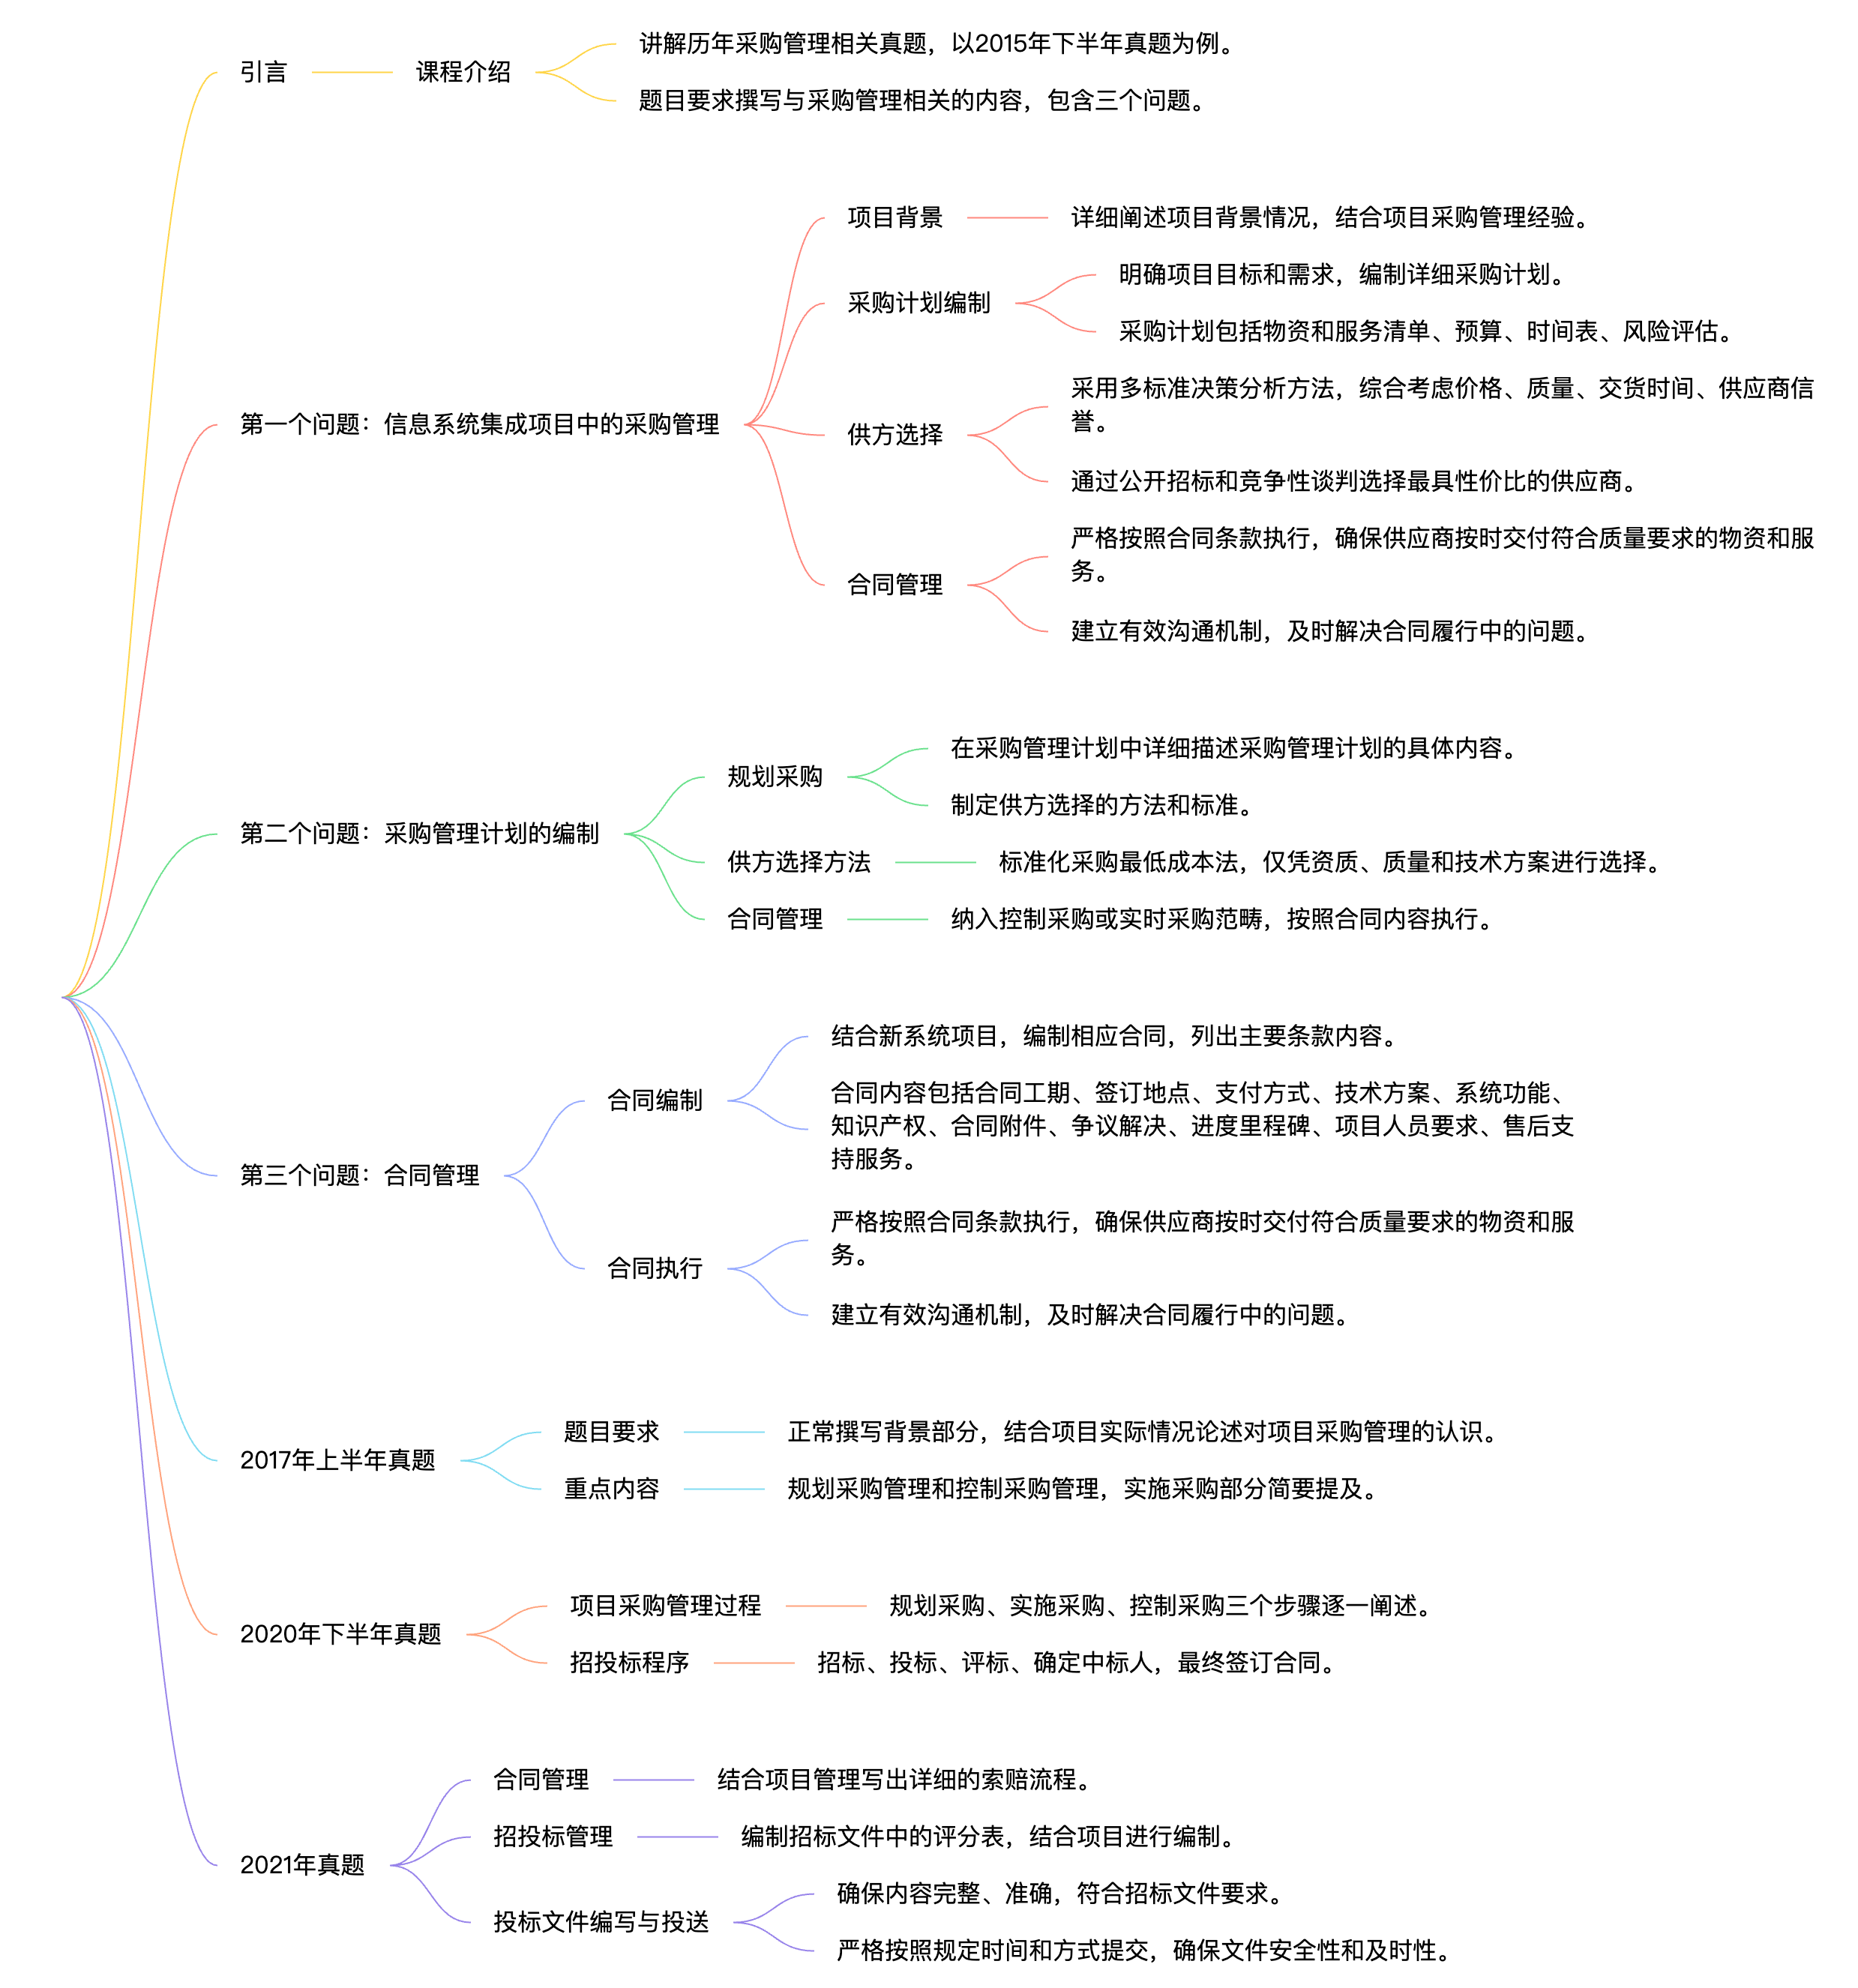 引言
课程介绍
讲解历年采购管理相关真题，以2015年下半年真题为例。
题目要求撰写与采购管理相关的内容，包含三个问题。
第一个问题：信息系统集成项目中的采购管理
项目背景
详细阐述项目背景情况，结合项目采购管理经验。
采购计划编制
明确项目目标和需求，编制详细采购计划。
采购计划包括物资和服务清单、预算、时间表、风险评估。
供方选择
采用多标准决策分析方法，综合考虑价格、质量、交货时间、供应商信
誉。
通过公开招标和竞争性谈判选择最具性价比的供应商。
合同管理
严格按照合同条款执行，确保供应商按时交付符合质量要求的物资和服
务。
建立有效沟通机制，及时解决合同履行中的问题。
第二个问题：采购管理计划的编制
规划采购
在采购管理计划中详细描述采购管理计划的具体内容。
制定供方选择的方法和标准。
供方选择方法
标准化采购最低成本法，仅凭资质、质量和技术方案进行选择。
合同管理
纳入控制采购或实时采购范畴，按照合同内容执行。
第三个问题：合同管理
合同编制
结合新系统项目，编制相应合同，列出主要条款内容。
合同内容包括合同工期、签订地点、支付方式、技术方案、系统功能、
知识产权、合同附件、争议解决、进度里程碑、项目人员要求、售后支
持服务。
合同执行
严格按照合同条款执行，确保供应商按时交付符合质量要求的物资和服
务。
建立有效沟通机制，及时解决合同履行中的问题。
2017年上半年真题
题目要求
正常撰写背景部分，结合项目实际情况论述对项目采购管理的认识。
重点内容
规划采购管理和控制采购管理，实施采购部分简要提及。
2020年下半年真题
项目采购管理过程
规划采购、实施采购、控制采购三个步骤逐一阐述。
招投标程序
招标、投标、评标、确定中标人，最终签订合同。
2021年真题
合同管理
结合项目管理写出详细的索赔流程。
招投标管理
编制招标文件中的评分表，结合项目进行编制。
投标文件编写与投送
确保内容完整、准确，符合招标文件要求。
严格按照规定时间和方式提交，确保文件安全性和及时性。